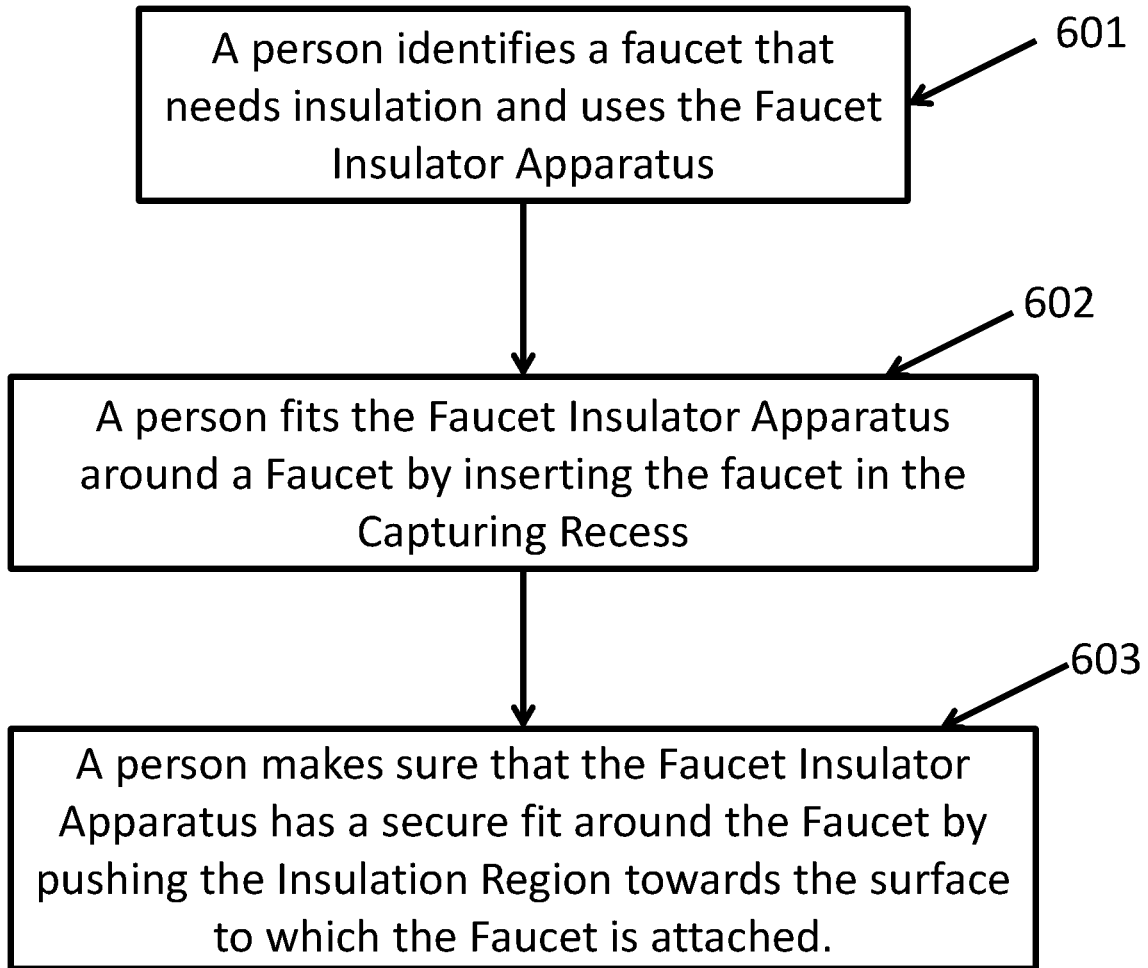 A person identifies a faucet that
needs insulation and uses the Faucet
Insulator Apparatus
601
602
A person fits the Faucet Insulator Apparatus
around a Faucet by inserting the faucet in the
Capturing Recess
603
A person makes sure that the Faucet Insulator
Apparatus has a secure fit around the Faucet by
pushing the Insulation Region towards the surface
to which the Faucet is attached.